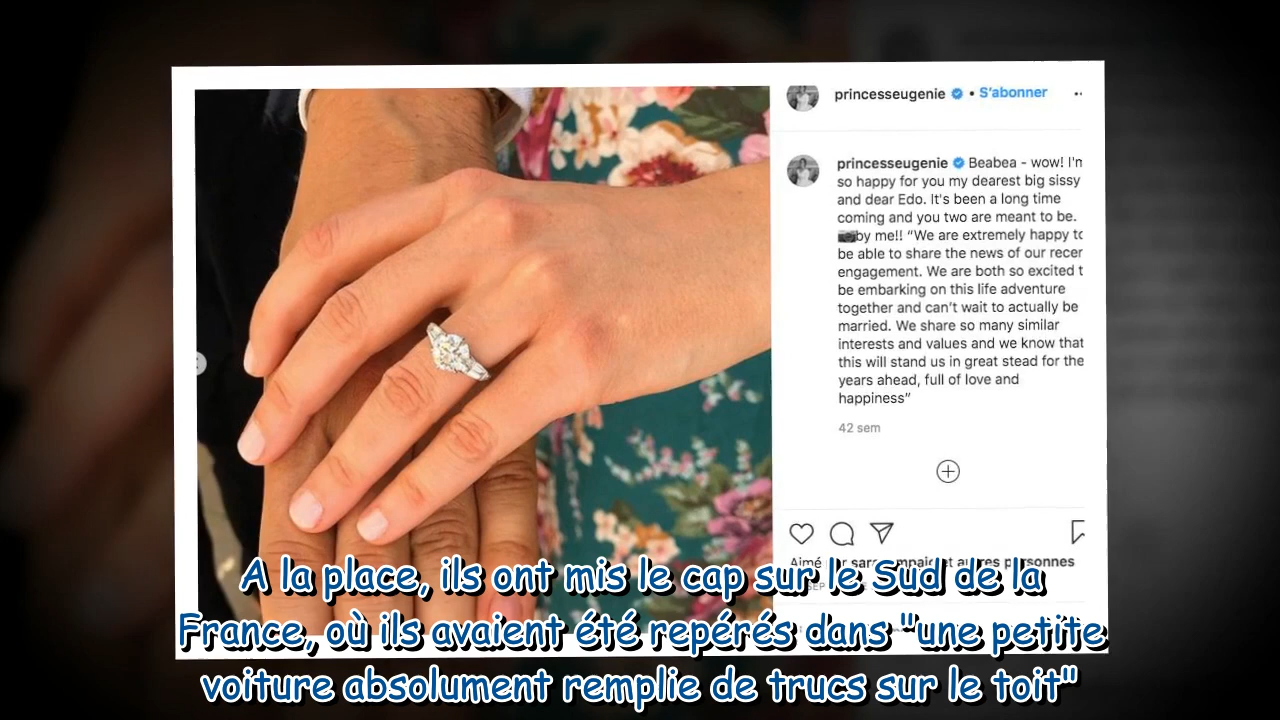 princesseugenie • S'abonner
princesseugenie Beabea - wow! I'm
so happy for you my dearest big sissy
and dear Edo. It's been a long time
coming and you two are meant to be.
by me!! “We are extremely happy to
be able to share the news of our recen
engagement. We are both so excited t
be embarking on this life adventure
together and can’t wait to actually be
married. We share so many similar
interests and values and we know that
this will stand us in great stead for the
years ahead, full of love and
happiness”
42 sem
Aimé par et autres personnes
SEP
A la place, ils ont mis le cap sur le Sud de la
France, où ils avaient été repérés dans "une petite
voiture absolument remplie de trucs sur le toit"